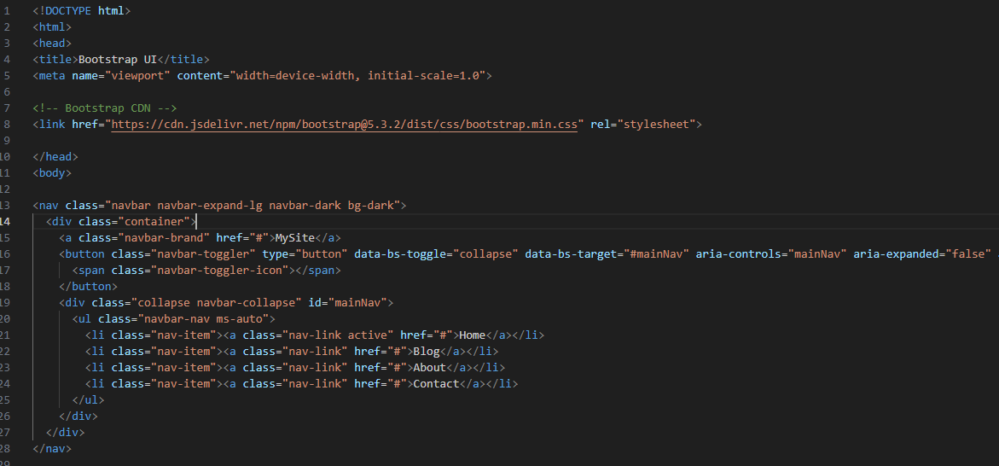 1 <!DOCTYPE html>
2 <html>
3 <head>
4 <title>Bootstrap UI</title>
5 <meta name="viewport" content="width=device-width, initial-scale=1.0">
6
7 <!-- Bootstrap CDN -->
8 <link href="https://cdn.jsdelivr.net/npm/bootstrap@5.3.2/dist/css/bootstrap.min.css" rel="stylesheet">
9
10 </head>
11 <body>
12
13 <nav class="navbar navbar-expand-lg navbar-dark bg-dark">
14 <div class="container">
15 <a class="navbar-brand" href="#">MySite</a>
16 <button class="navbar-toggler" type="button" data-bs-toggle="collapse" data-bs-target="#mainNav" aria-controls="mainNav" aria-expanded="false"
17 <span class="navbar-toggler-icon"></span>
18 </button>
19 <div class="collapse navbar-collapse" id="mainNav">
20 <ul class="navbar-nav ms-auto">
21 <li class="nav-item"><a class="nav-link active" href="#">Home</a></li>
22 <li class="nav-item"><a class="nav-link" href="#">Blog</a></li>
23 <li class="nav-item"><a class="nav-link" href="#">About</a></li>
24 <li class="nav-item"><a class="nav-link" href="#">Contact</a></li>
25 </ul>
26 </div>
27 </div>
28 </nav>
29